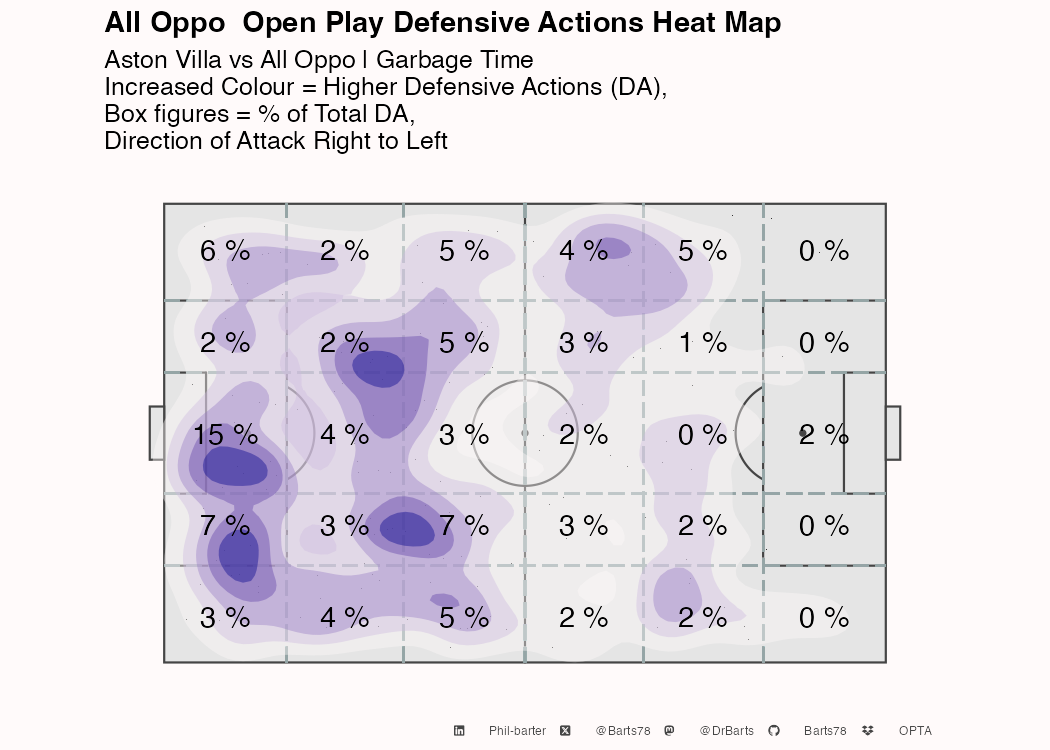 All Oppo  Open Play Defensive Actions Heat Map
Aston Villa vs All Oppo | Garbage Time
Increased Colour = Higher Defensive Actions (DA),
Box figures = % of Total DA,
Direction of Attack Right to Left
6 % 2 % 5 % 4 % 5 % 0 %
2 % 2 % 5 % 3 % 1 % 0 %
15 % 4 % 3 % 2 % 0 % 2 %
7 % 3 % 7 % 3 % 2 % 0 %
3 % 4 % 5 % 2 % 2 % 0 %
Phil-barter @Barts78 @DrBarts Barts78 OPTA